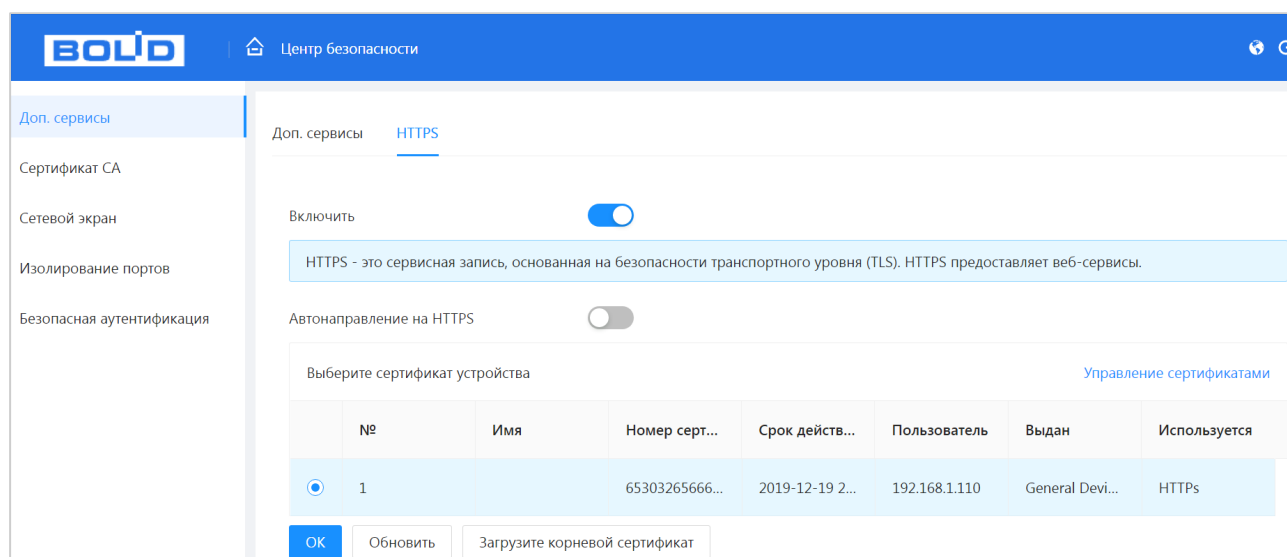 BOLID
Центр безопасности
Доп. сервисы
Сертификат CA
Сетевой экран
Изолирование портов
Безопасная аутентификация
Доп. сервисы HTTPS
Включить
HTTPS - это сервисная запись, основанная на безопасности транспортного уровня (TLS). HTTPS предоставляет веб-сервисы.
Автонаправление на HTTPS
Выберите сертификат устройства Управление сертификатами
№ Имя Номер серт... Срок действ... Пользователь Выдан Используется
1 65303265666... 2019-12-19 2... 192.168.1.110 General Devi... HTTPs
ОК Обновить Загрузите корневой сертификат